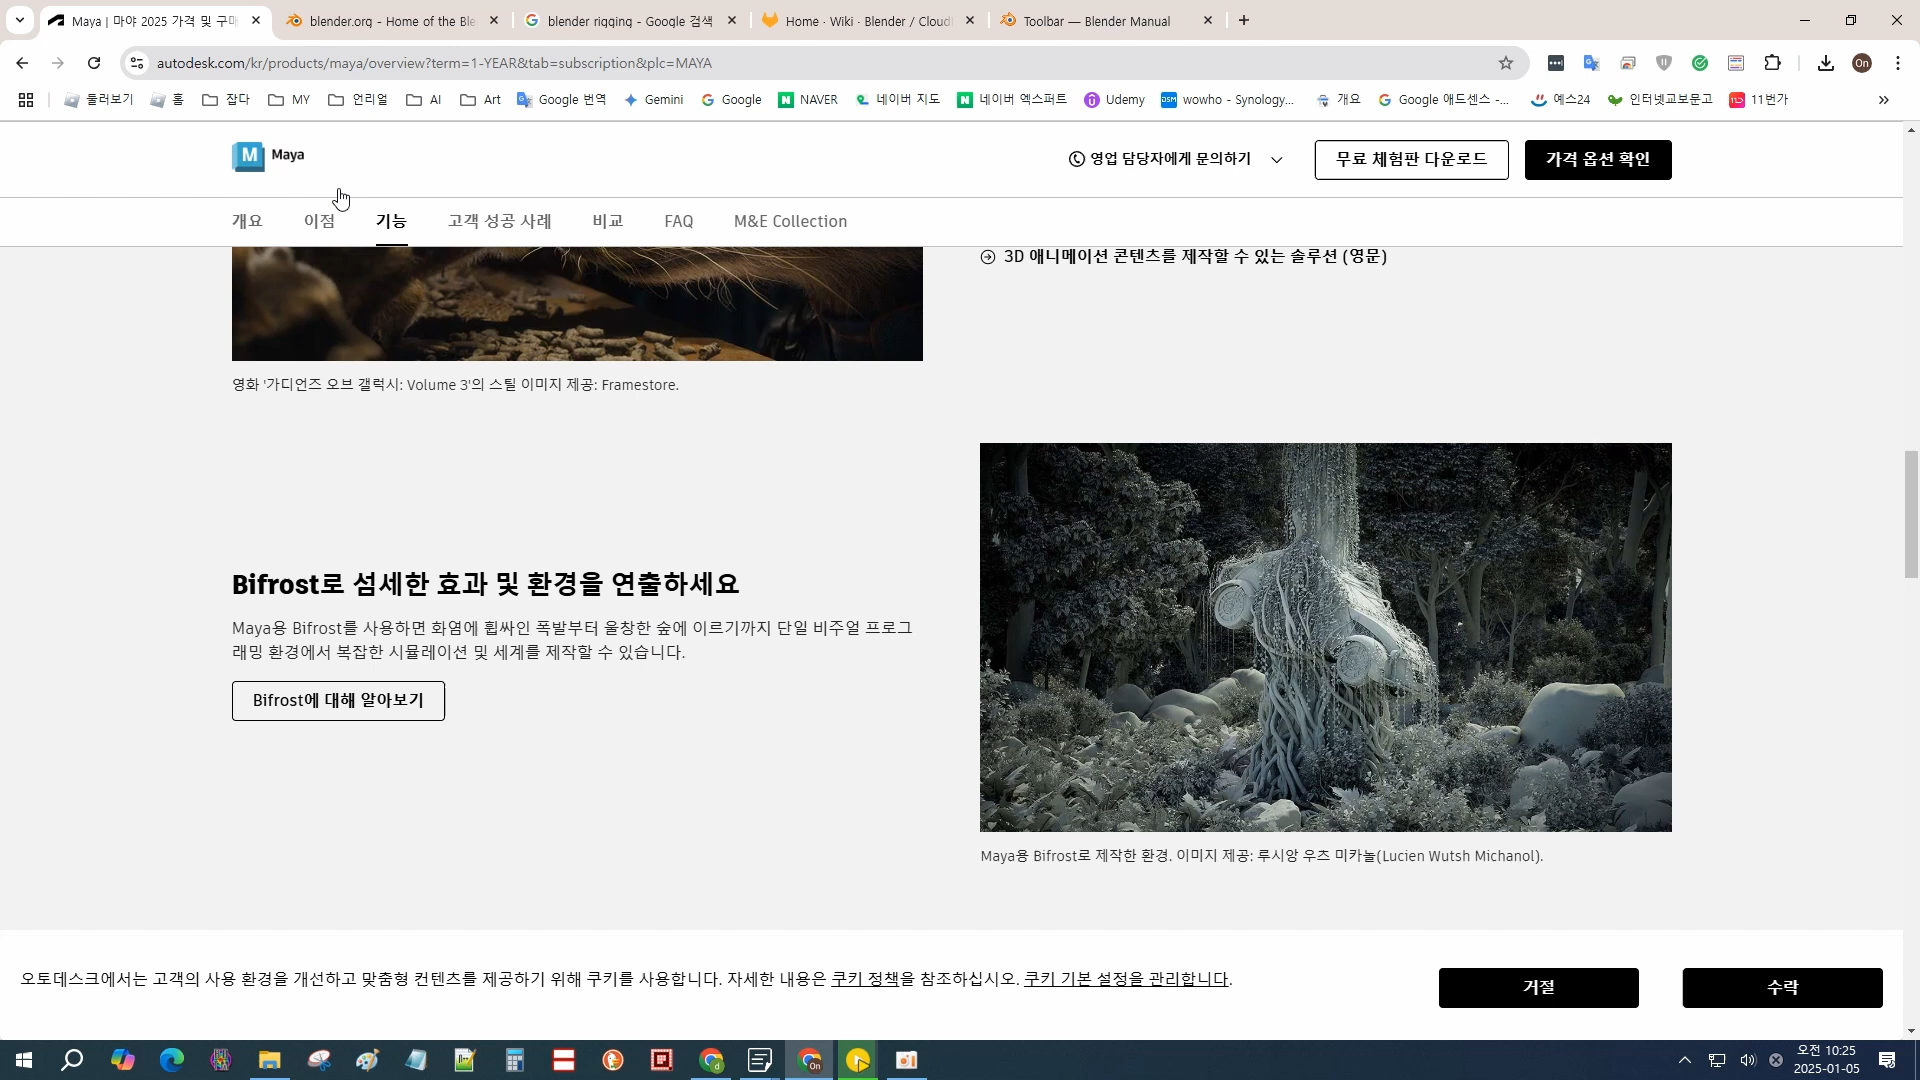 Maya | 마야 2025 가격 및 구매
blender.org - Home of the Ble
blender rigging - Google 검색
Home · Wiki · Blender / Cloud
Toolbar — Blender Manual
autodesk.com/kr/products/maya/overview?term=1-YEAR&tab=subscription&plc=MAYA
On
둘러보기
홈
잡다
MY
언리얼
AI
Art
Google 번역
Gemini
Google
NAVER
네이버 지도
네이버 엑스퍼트
Udemy
wowho - Synology...
개요
Google 애드센스 -...
예스24
인터넷교보문고
11번가
M Maya
영업 담당자에게 문의하기
무료 체험판 다운로드
가격 옵션 확인
개요
이점
기능
고객 성공 사례
비교
FAQ
M&E Collection
3D 애니메이션 콘텐츠를 제작할 수 있는 솔루션 (영문)
영화 '가디언즈 오브 갤럭시: Volume 3'의 스틸 이미지 제공: Framestore.
Bifrost로 섬세한 효과 및 환경을 연출하세요
Maya용 Bifrost를 사용하면 화염에 휩싸인 폭발부터 울창한 숲에 이르기까지 단일 비주얼 프로그
래밍 환경에서 복잡한 시뮬레이션 및 세계를 제작할 수 있습니다.
Bifrost에 대해 알아보기
Maya용 Bifrost로 제작한 환경. 이미지 제공: 루시앙 우츠 미카놀(Lucien Wutsh Michanol).
오토데스크에서는 고객의 사용 환경을 개선하고 맞춤형 컨텐츠를 제공하기 위해 쿠키를 사용합니다. 자세한 내용은 쿠키 정책을 참조하십시오. 쿠키 기본 설정을 관리합니다.
거절
수락
오전 10:25
2025-01-05